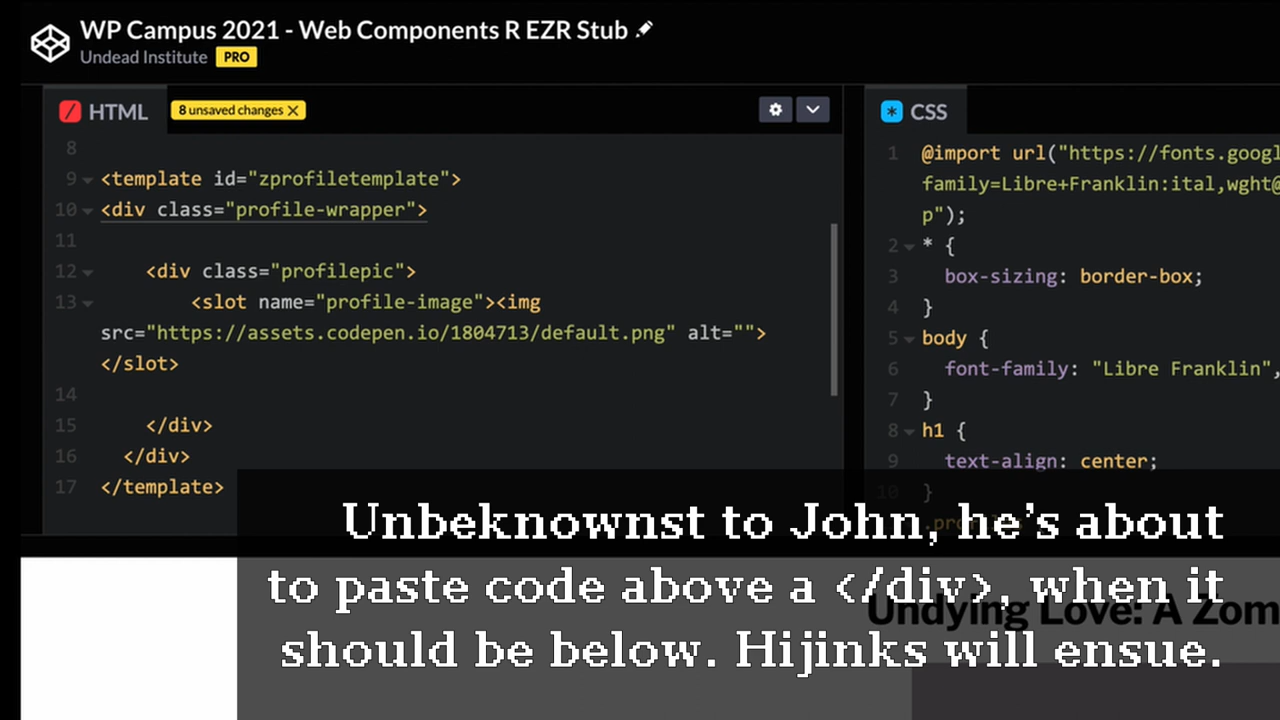 WP Campus 2021 - Web Components R EZR Stub
Undead Institute PRO
HTML 8 unsaved changes X
8
9 <template id="zprofiletemplate">
10 <div class="profile-wrapper">
11
12 <div class="profilepic">
13 <slot name="profile-image"><img
src="https://assets.codepen.io/1804713/default.png" alt="">
</slot>
14
15 </div>
16 </div>
17 </template>
CSS
1 @import url("https://fonts.googl
family=Libre+Franklin:ital,wght@
p");
2 * {
3 box-sizing: border-box;
4 }
5 body {
6 font-family: "Libre Franklin",
7 }
8 h1 {
9 text-align: center;
10 }
Undying Love: A Zom
Unbeknownst to John, he's about
to paste code above a </div>, when it
should be below. Hijinks will ensue.